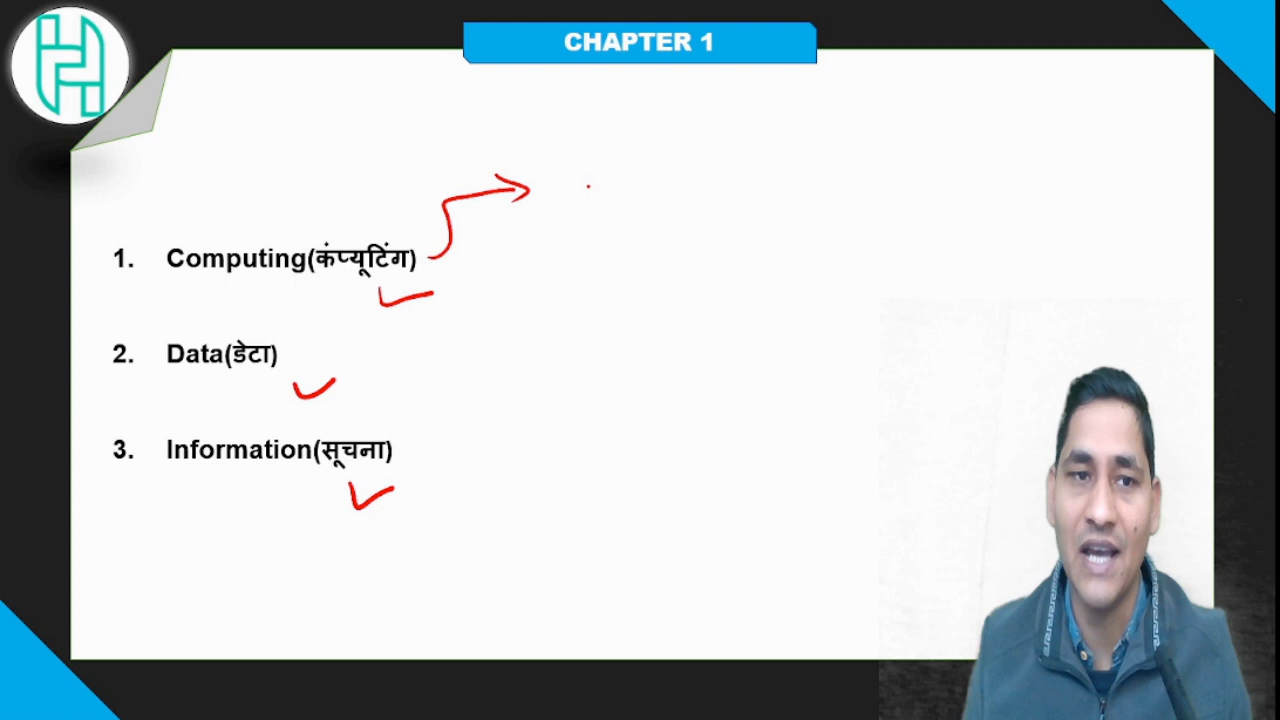 CHAPTER 1
1. Computing(कंप्यूटिंग)
2. Data(डेटा)
3. Information(सूचना)